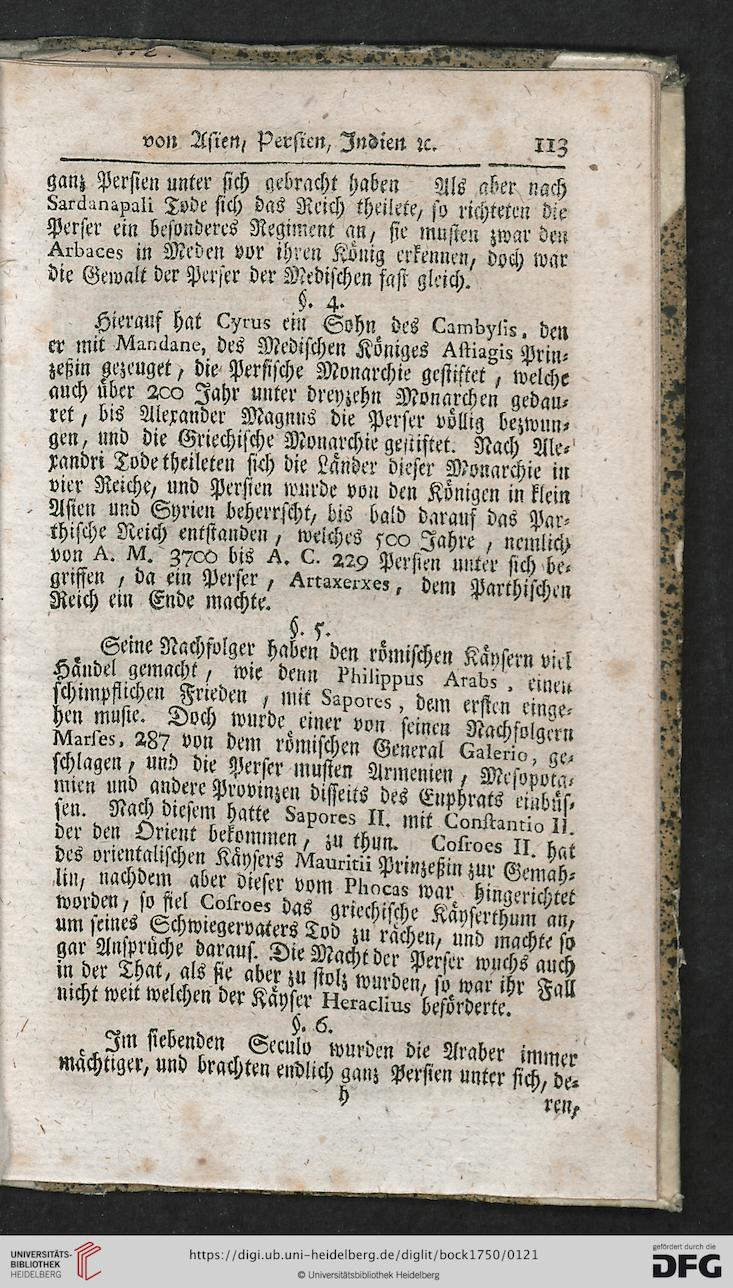 von Asien, Persien, Indien ꝛc. 113
ganz Persien unter sich gebracht haben Als aber nach
Sardanapali Tode sich das Reich theilete, so richteten die
Perser ein besonderes Regiment an, sie musten zwar den
Arbaces in Meden vor ihren König erkennen, doch war
die Gewalt der Perser der Medischen fast gleich.
§. 4.
Hierauf hat Cyrus ein Sohn des Cambysis, den
er mit Mandane, des Medischen Königes Astiagis Prin-
zeßin gezeuget, die Persische Monarchie gestiftet, welche
auch über 200 Jahr unter dreyzehn Monarchen gedau-
ret, bis Alexander Magnus die Perser völlig bezwun-
gen, und die Griechische Monarchie gestiftet. Nach Ale-
xandri Tode theileten sich die Länder dieser Monarchie in
vier Reiche, und Persien wurde von den Königen in klein
Asien und Syrien beherrscht, bis bald darauf das Par-
thische Reich entstanden, welches 500 Jahre, nemlich
von A. M. 3700 bis A. C. 229 Persien unter sich be-
griffen, da ein Perser, Artaxerxes, dem Parthischen
Reich ein Ende machte.
§. 5.
Seine Nachfolger haben den römischen Käysern viel
Händel gemacht, wie denn Philippus Arabs, einen
schimpflichen Frieden, mit Sapores, dem ersten einge-
hen muste. Doch wurde einer von seinen Nachfolgern
Marses, 287 von dem römischen General Galerio, ge-
schlagen, und die Perser musten Armenien, Mesopota-
mien und andere Provinzen disseits des Euphrats einbüs-
sen. Nach diesem hatte Sapores II. mit Constantio II.
der den Orient bekommen, zu thun. Cosroes II. hat
des orientalischen Käysers Mauritii Prinzeßin zur Gemah-
lin, nachdem aber dieser vom Phocas war hingerichtet
worden, so fiel Cosroes das griechische Käyserthum an,
um seines Schwiegervaters Tod zu rächen, und machte so
gar Ansprüche daraus. Die Macht der Perser wuchs auch
in der That, als sie aber zu stolz wurden, so war ihr Fall
nicht weit welchen der Käyser Heraclius beförderte.
§. 6.
Im siebenden Seculo wurden die Araber immer
mächtiger, und brachten endlich ganz Persien unter sich, de-
h ren,
UNIVERSITÄTS-
BIBLIOTHEK
HEIDELBERG
https://digi.ub.uni-heidelberg.de/diglit/bock1750/0121
© Universitätsbibliothek Heidelberg
gefördert durch die
DFG